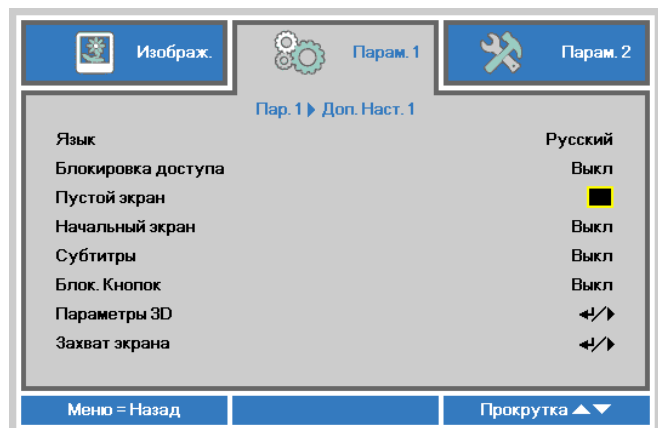 Изображ. Парам. 1 Парам. 2
Пар. 1 Доп. Наст. 1
Язык Русский
Блокировка доступа Выкл
Пустой экран
Начальный экран Выкл
Субтитры Выкл
Блок. Кнопок Выкл
Параметры 3D
Захват экрана
Меню = Назад Прокрутка